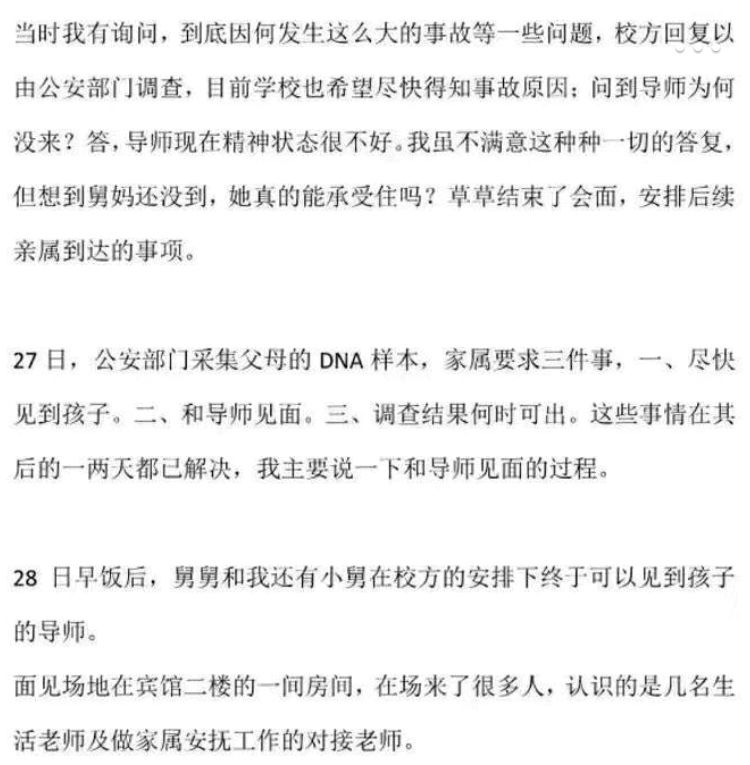 当时我有询问，到底因何发生这么大的事故等一些问题，校方回复以
由公安部门调查，目前学校也希望尽快得知事故原因；问到导师为何
没来？答，导师现在精神状态很不好。我虽不满意这种种一切的答复，
但想到舅妈还没到，她真的能承受住吗？草草结束了会面，安排后续
亲属到达的事项。
27 日，公安部门采集父母的 DNA 样本，家属要求三件事，一、尽快
见到孩子。二、和导师见面。三、调查结果何时可出。这些事情在其
后的一两天都已解决，我主要说一下和导师见面的过程。
28 日早饭后，舅舅和我还有小舅在校方的安排下终于可以见到孩子
的导师。
面见场地在宾馆二楼的一间房间，在场来了很多人，认识的是几名生
活老师及做家属安抚工作的对接老师。